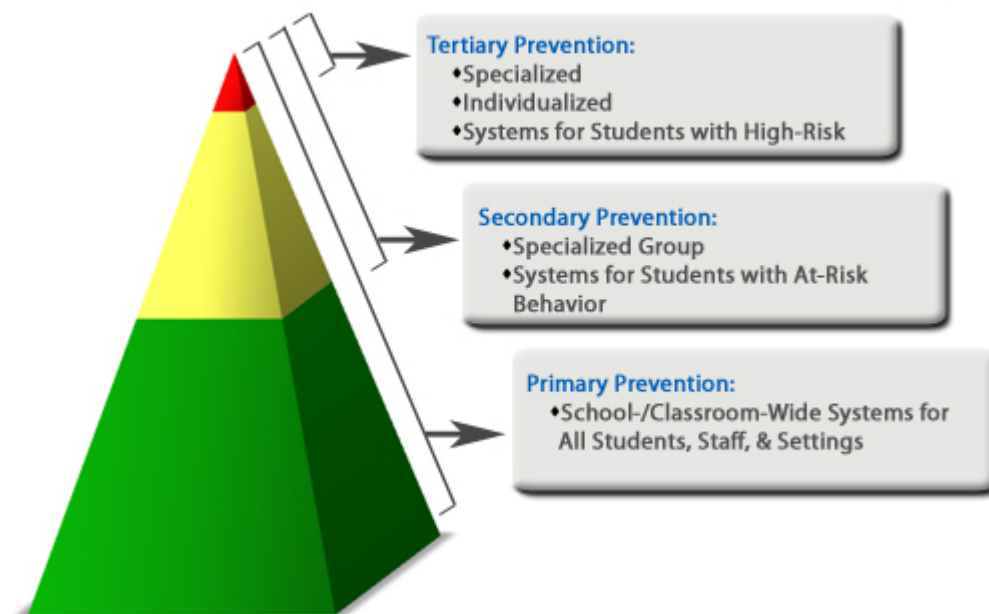 Tertiary Prevention:
♦Specialized
♦Individualized
♦Systems for Students with High-Risk
Secondary Prevention:
♦Specialized Group
♦Systems for Students with At-Risk
Behavior
Primary Prevention:
♦School-/Classroom-Wide Systems for
All Students, Staff, & Settings